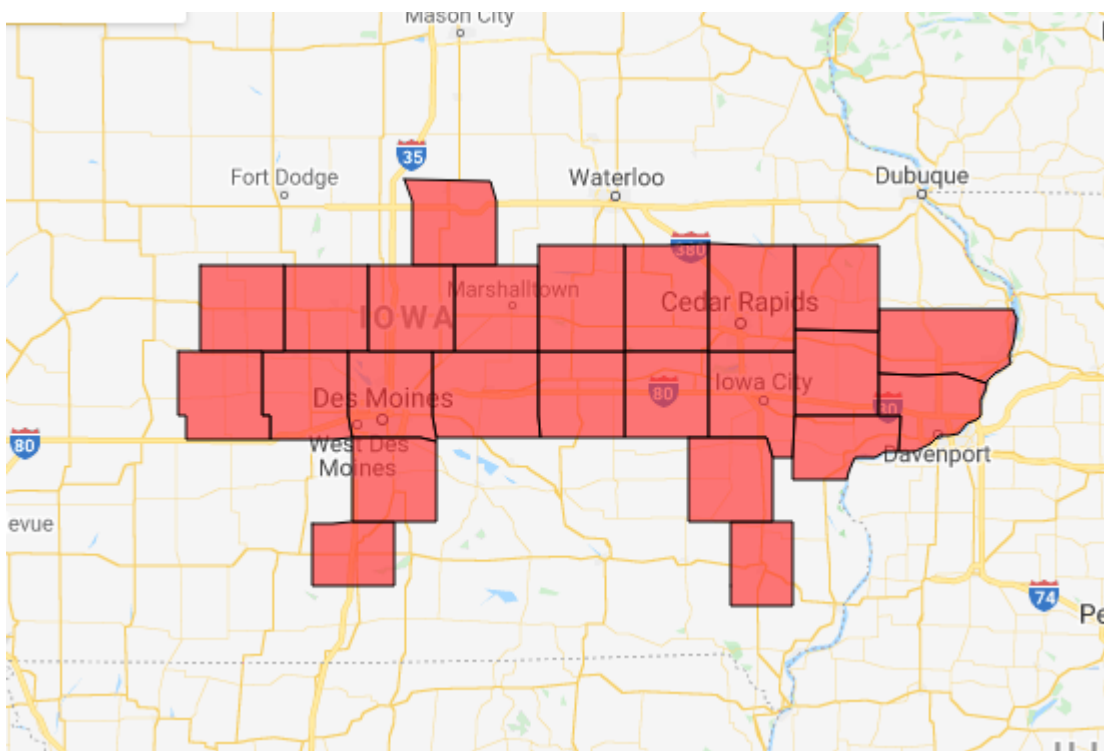 Mason City
35
Fort Dodge
Waterloo
Dubuque
380
Marshalltown
IOWA
Cedar Rapids
Des Moines
80
Iowa City
80
80
West Des
Moines
Davenport
evue
74
Pe